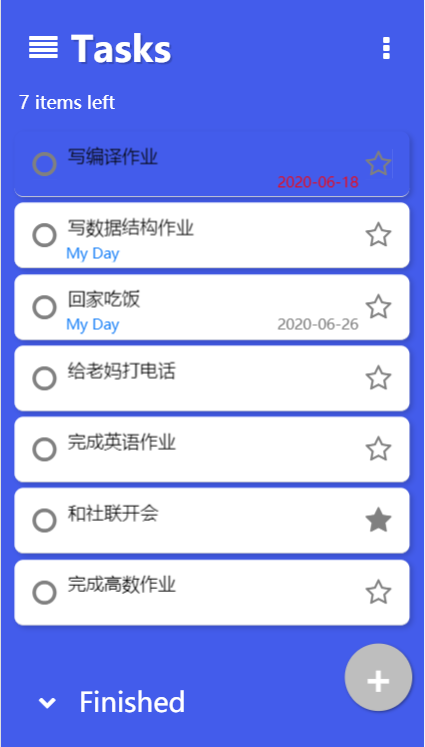 Tasks
7 items left
写编译作业
2020-06-18
写数据结构作业
My Day
回家吃饭
My Day 2020-06-26
给老妈打电话
完成英语作业
和社联开会
完成高数作业
+
Finished